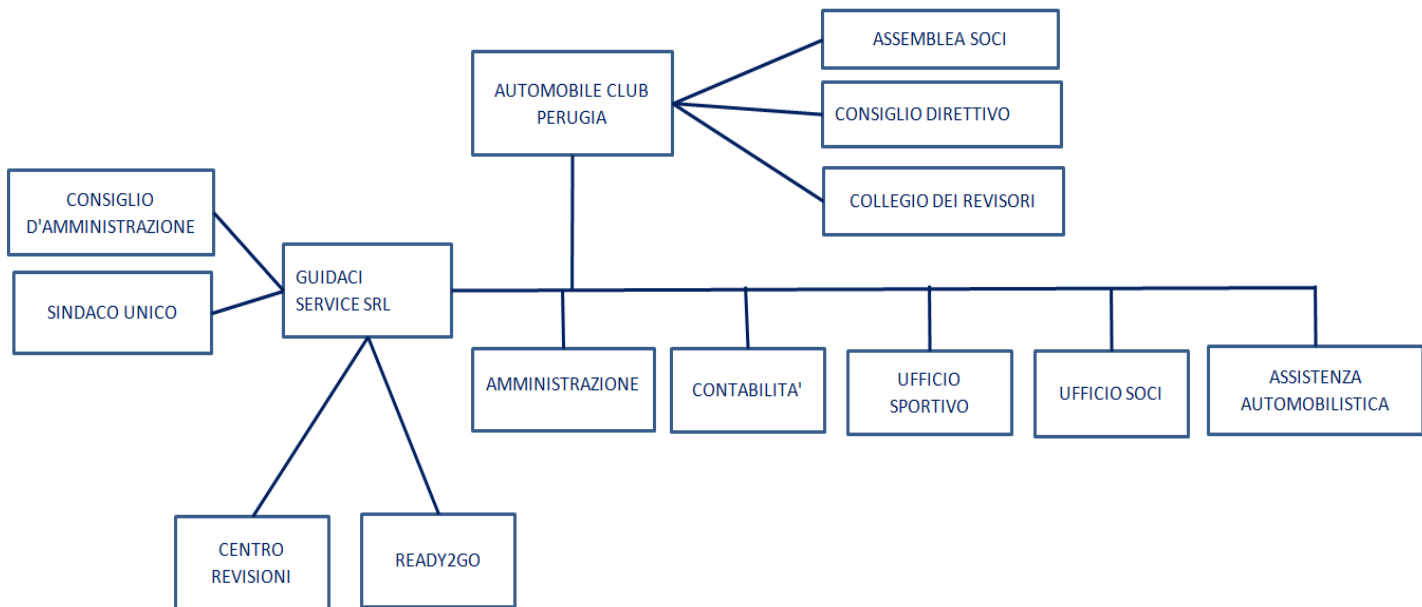 ASSEMBLEA SOCI
AUTOMOBILE CLUB
PERUGIA
CONSIGLIO DIRETTIVO
COLLEGIO DEI REVISORI
CONSIGLIO
D'AMMINISTRAZIONE
SINDACO UNICO
GUIDACI
SERVICE SRL
AMMINISTRAZIONE
CONTABILITA'
UFFICIO
SPORTIVO
UFFICIO SOCI
ASSISTENZA
AUTOMOBILISTICA
CENTRO
REVISIONI
READY2GO